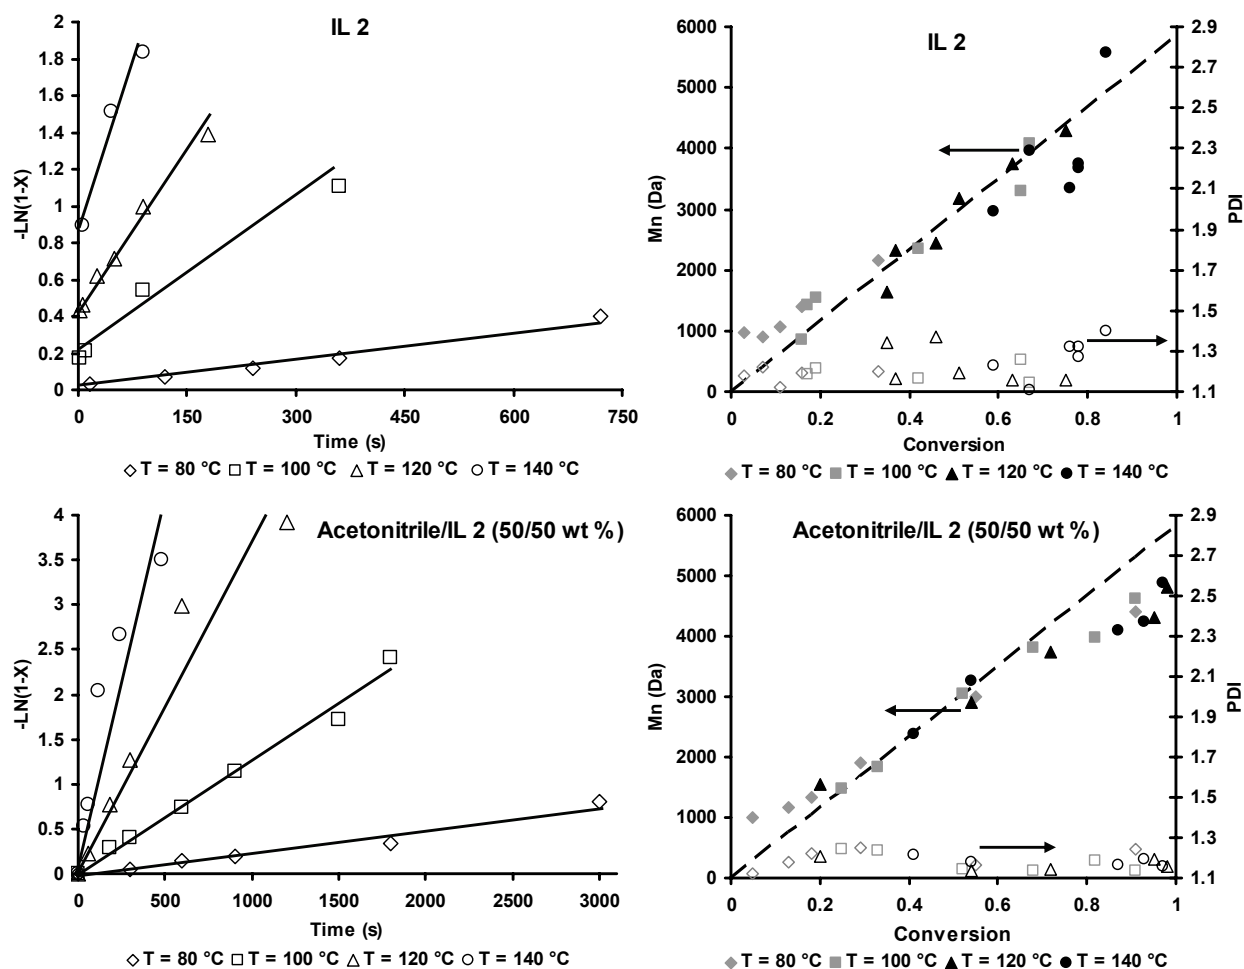 IL 2
2
1.8
1.6
1.4
1.2
1
0.8
0.6
0.4
0.2
0
-LN(1-X)
0 150 300 450 600 750
Time (s)
T = 80 °C T = 100 °C T = 120 °C T = 140 °C
IL 2
6000
5000
4000
3000
2000
1000
0
Mn (Da)
2.9
2.7
2.5
2.3
2.1
1.9
1.7
1.5
1.3
1.1
PDI
0 0.2 0.4 0.6 0.8 1
Conversion
T = 80 °C T = 100 °C T = 120 °C T = 140 °C
Acetonitrile/IL 2 (50/50 wt %)
4
3.5
3
2.5
2
1.5
1
0.5
0
-LN(1-X)
0 500 1000 1500 2000 2500 3000
Time (s)
T = 80 °C T = 100 °C T = 120 °C T = 140 °C
Acetonitrile/IL 2 (50/50 wt %)
6000
5000
4000
3000
2000
1000
0
Mn (Da)
2.9
2.7
2.5
2.3
2.1
1.9
1.7
1.5
1.3
1.1
PDI
0 0.2 0.4 0.6 0.8 1
Conversion
T = 80 °C T = 100 °C T = 120 °C T = 140 °C